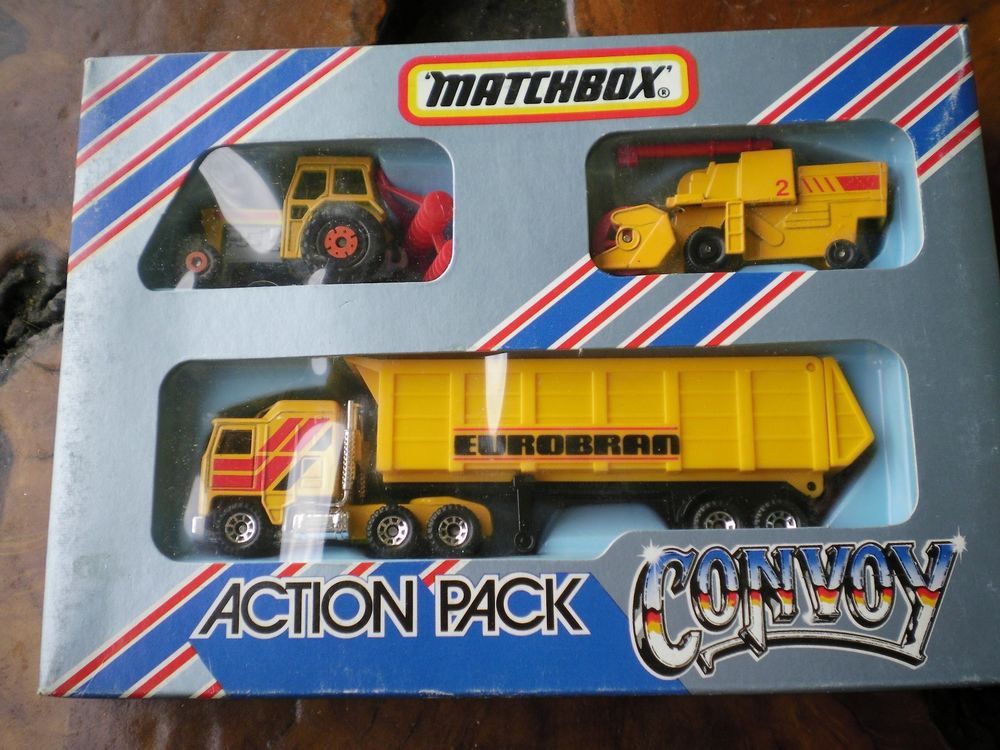 'MATCHBOX'®
2
EUROBRAN
ACTION PACK
CONVOY